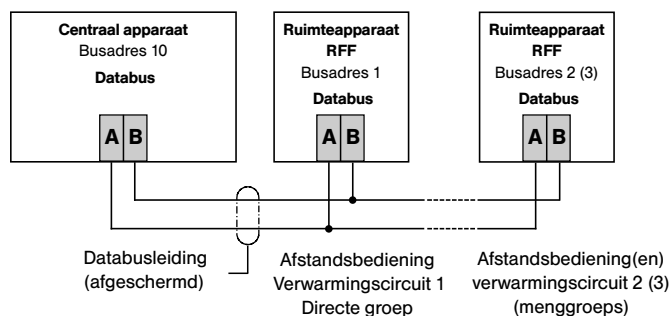 Centraal apparaat
Busadres 10
Databus
A B
Ruimteapparaat
RFF
Busadres 1
Databus
A B
Ruimteapparaat
RFF
Busadres 2 (3)
Databus
A B
Databusleiding
(afgeschermd)
Afstandsbediening
Verwarmingscircuit 1
Directe groep
Afstandsbediening(en)
verwarmingscircuit 2 (3)
(menggroeps)